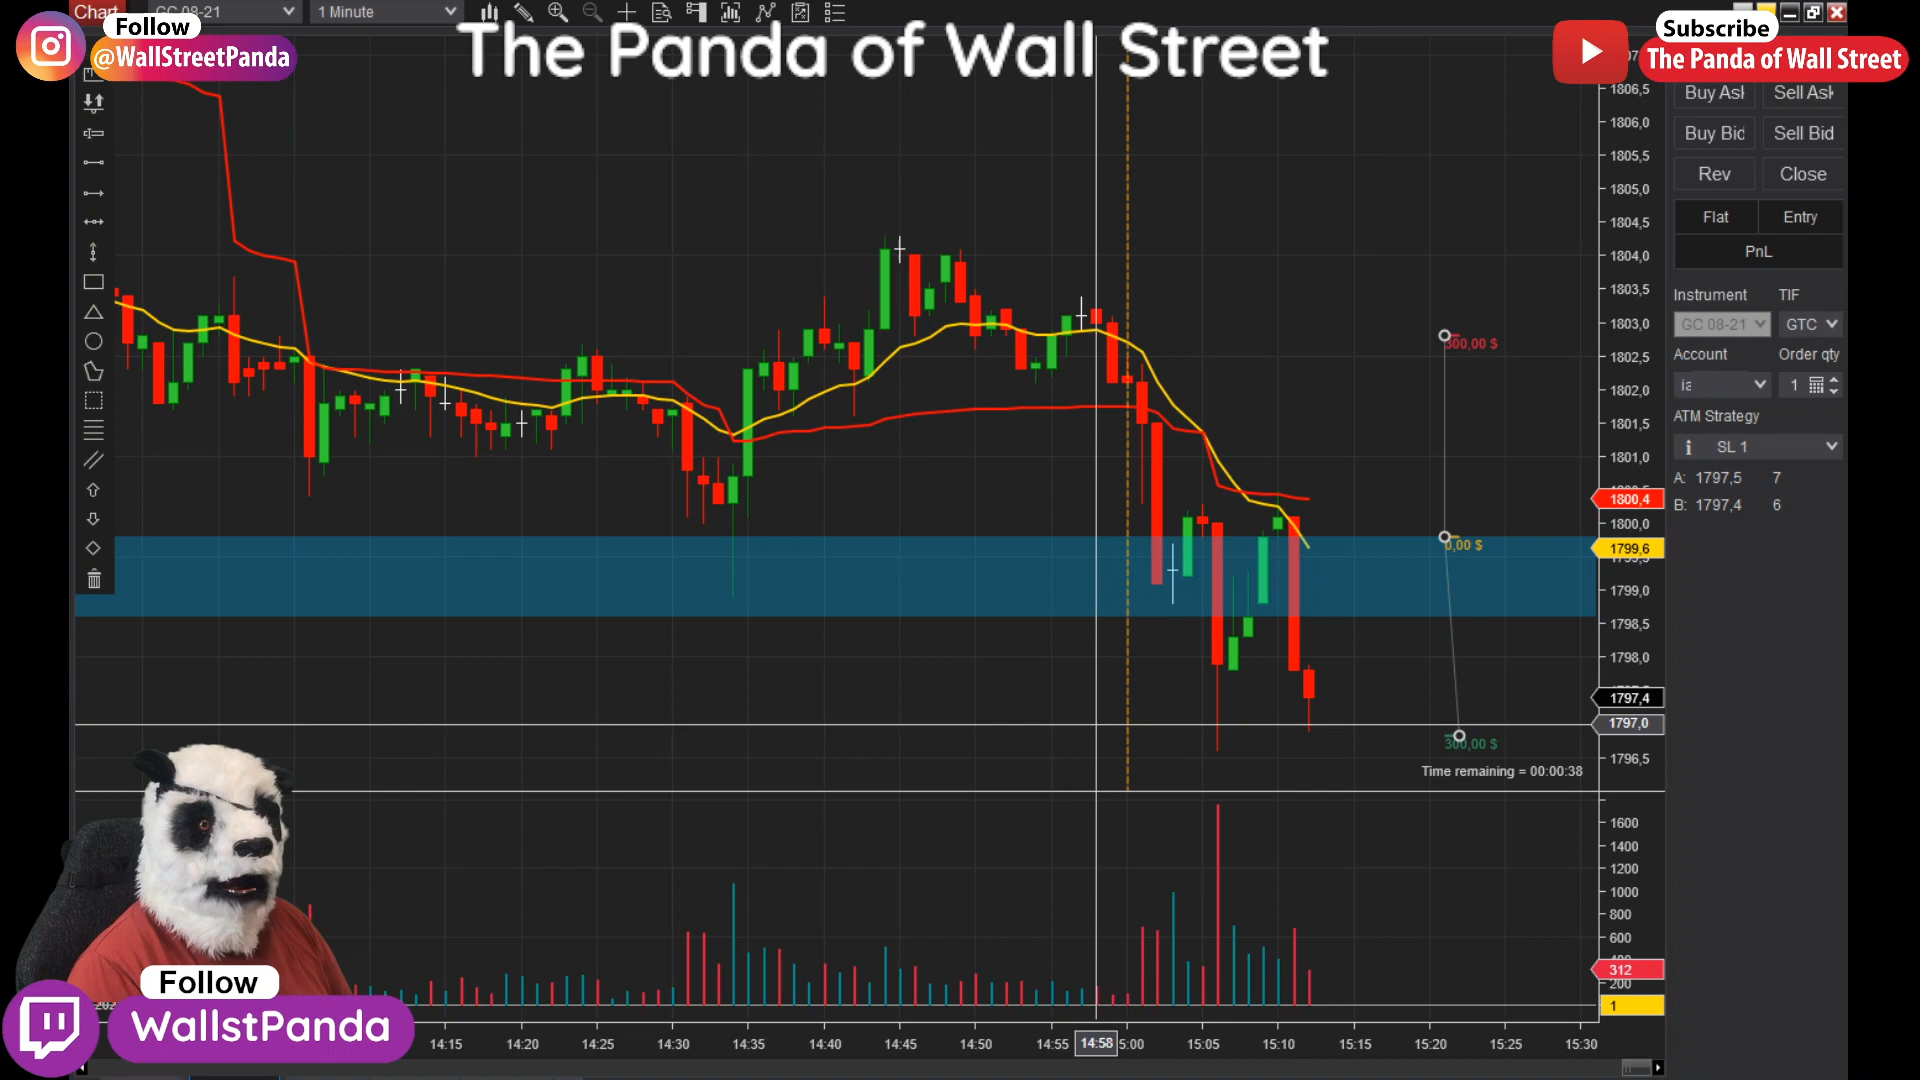 Chart
GC 08-21
1 Minute
Follow
@WallStreetPanda
The Panda of Wall Street
Subscribe
The Panda of Wall Street
Buy Ask
Sell Ask
Buy Bid
Sell Bid
Rev
Close
Flat
Entry
PnL
Instrument
TIF
GC 08-21
GTC
Account
Order qty
1
ATM Strategy
SL 1
A: 1797,5 7
B: 1797,4 6
1806,5
1806,0
1805,5
1805,0
1804,5
1804,0
1803,5
1803,0
1802,5
1802,0
1801,5
1801,0
1800,4
1800,0
1799,6
1799,0
1798,5
1798,0
1797,4
1797,0
1796,5
300,00 $
0,00 $
300,00 $
Time remaining = 00:00:38
1600
1400
1200
1000
800
600
312
200
1
14:15
14:20
14:25
14:30
14:35
14:40
14:45
14:50
14:55
14:58
5:00
15:05
15:10
15:15
15:20
15:25
15:30
Follow
WallstPanda